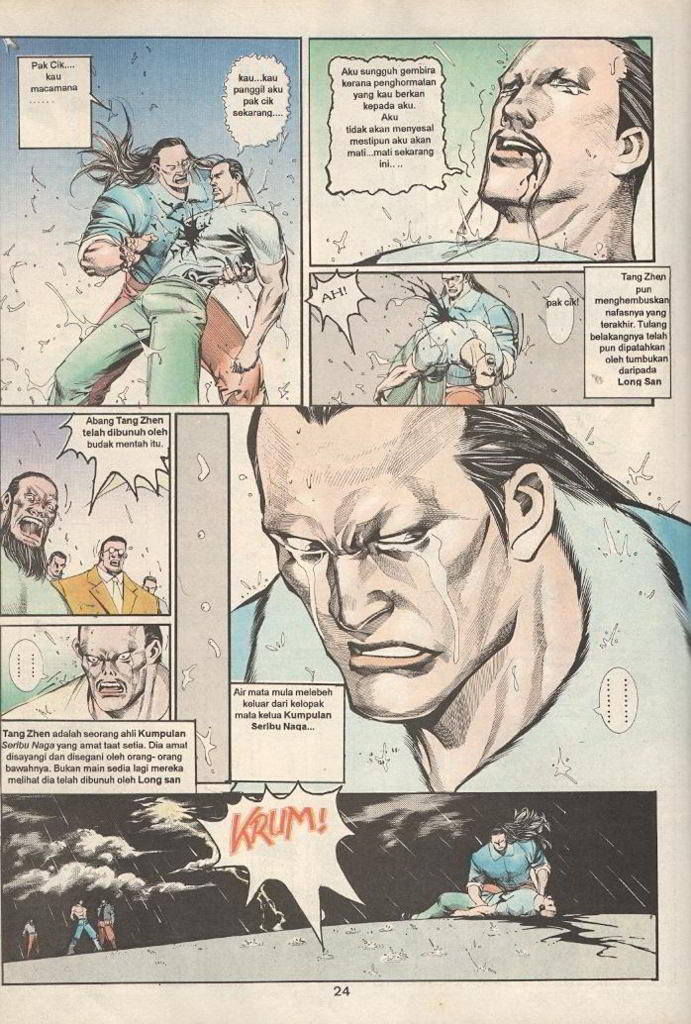 Pak Cik....
kau
macamana
......
kau...kau
panggil aku
pak cik
sekarang....
Aku sungguh gembira
kerana penghormalan
yang kau berkan
kepada aku.
Aku
tidak akan menyesal
mestipun aku akan
mati...mati sekarang
ini.. ..
AH!
pak cik!
Tang Zhen
pun
menghembuskan
nafasnya yang
terakhir. Tulang
belakangnya telah
pun dipatahkan
oleh tumbukan
daripada
Long San
Abang Tang Zhen
telah dibunuh oleh
budak mentah itu.
......
Tang Zhen adalah seorang ahli Kumpulan
Seribu Naga yang amat taat setia. Dia amat
disayangi dan disegani oleh orang- orang
bawahnya. Bukan main sedia lagi mereka
melihat dia telah dibunuh oleh Long san
Air mata mula melebeh
keluar dari kelopak
mata ketua Kumpulan
Seribu Naga...
......
KRUM!
24